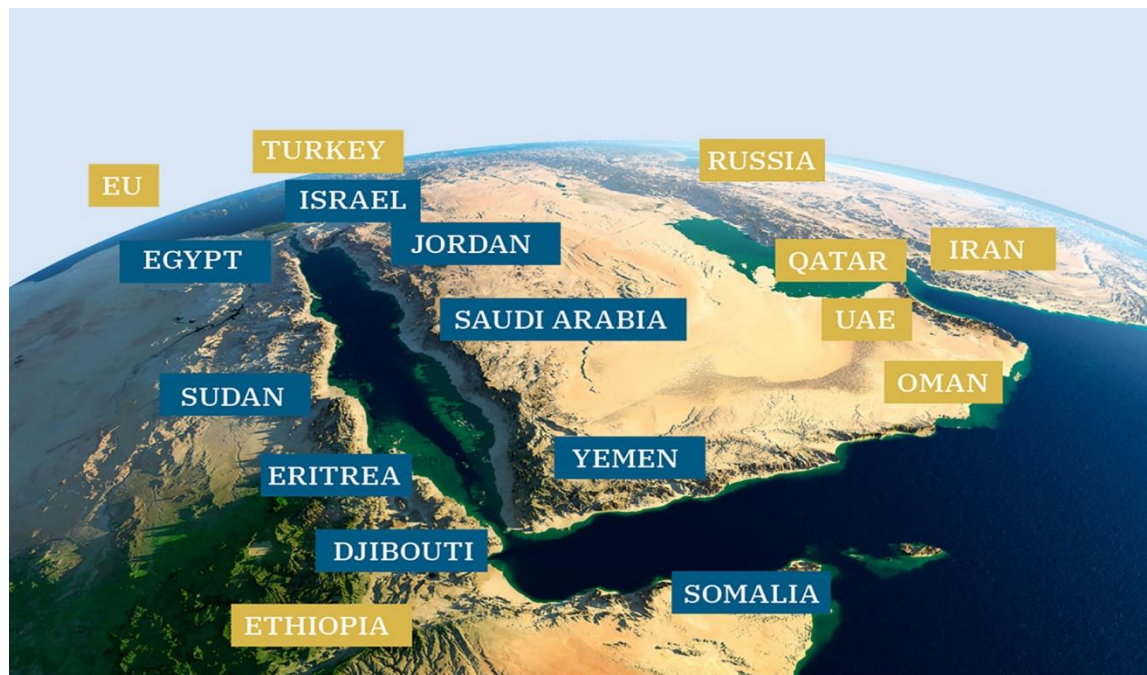 TURKEY
RUSSIA
EU
ISRAEL
JORDAN
EGYPT
QATAR
IRAN
SAUDI ARABIA
UAE
SUDAN
OMAN
YEMEN
ERITREA
DJIBOUTI
SOMALIA
ETHIOPIA